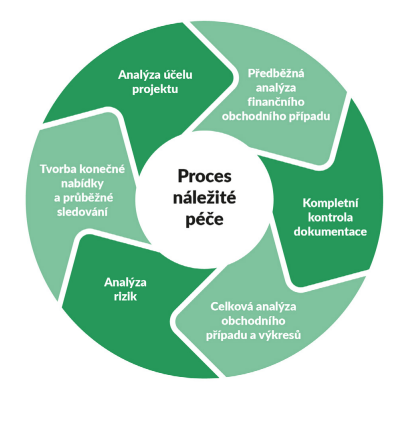 Proces
náležité
péče
Analýza účelu
projektu
Předběžná
analýza
finančního
obchodního případu
Kompletní
kontrola
dokumentace
Celková analýza
obchodního
případu a výkresů
Analýza
rizik
Tvorba konečné
nabídky
a průběžné
sledování